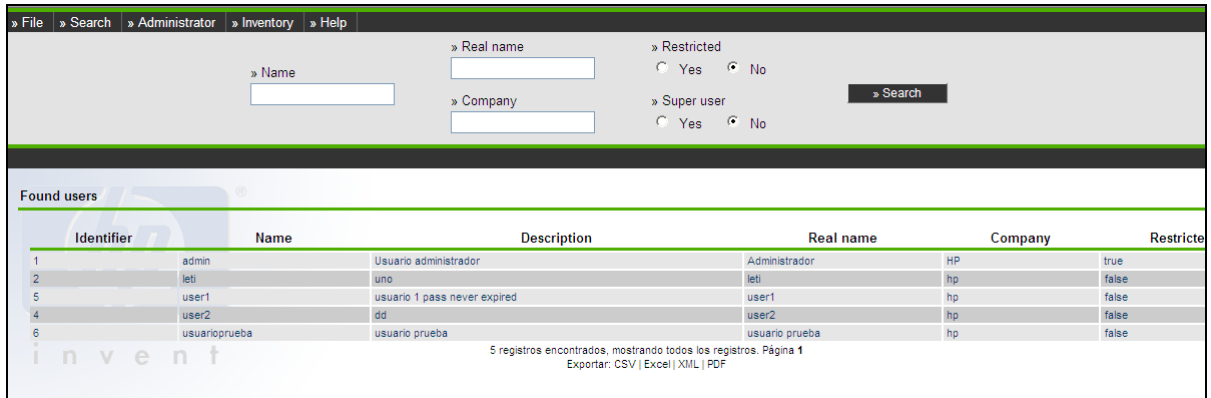 » File » Search » Administrator » Inventory » Help
» Name
» Real name
» Company
» Restricted
Yes No
» Super user
Yes No
» Search
Found users
Identifier Name Description Real name Company Restricte
1 admin Usuario administrador Administrador HP true
2 leti uno leti hp false
5 user1 usuario 1 pass never expired user1 hp false
4 user2 dd user2 hp false
6 usuarioprueba usuario prueba usuario prueba hp false
5 registros encontrados, mostrando todos los registros. Página 1
Exportar: CSV | Excel | XML | PDF
hp ®
invent